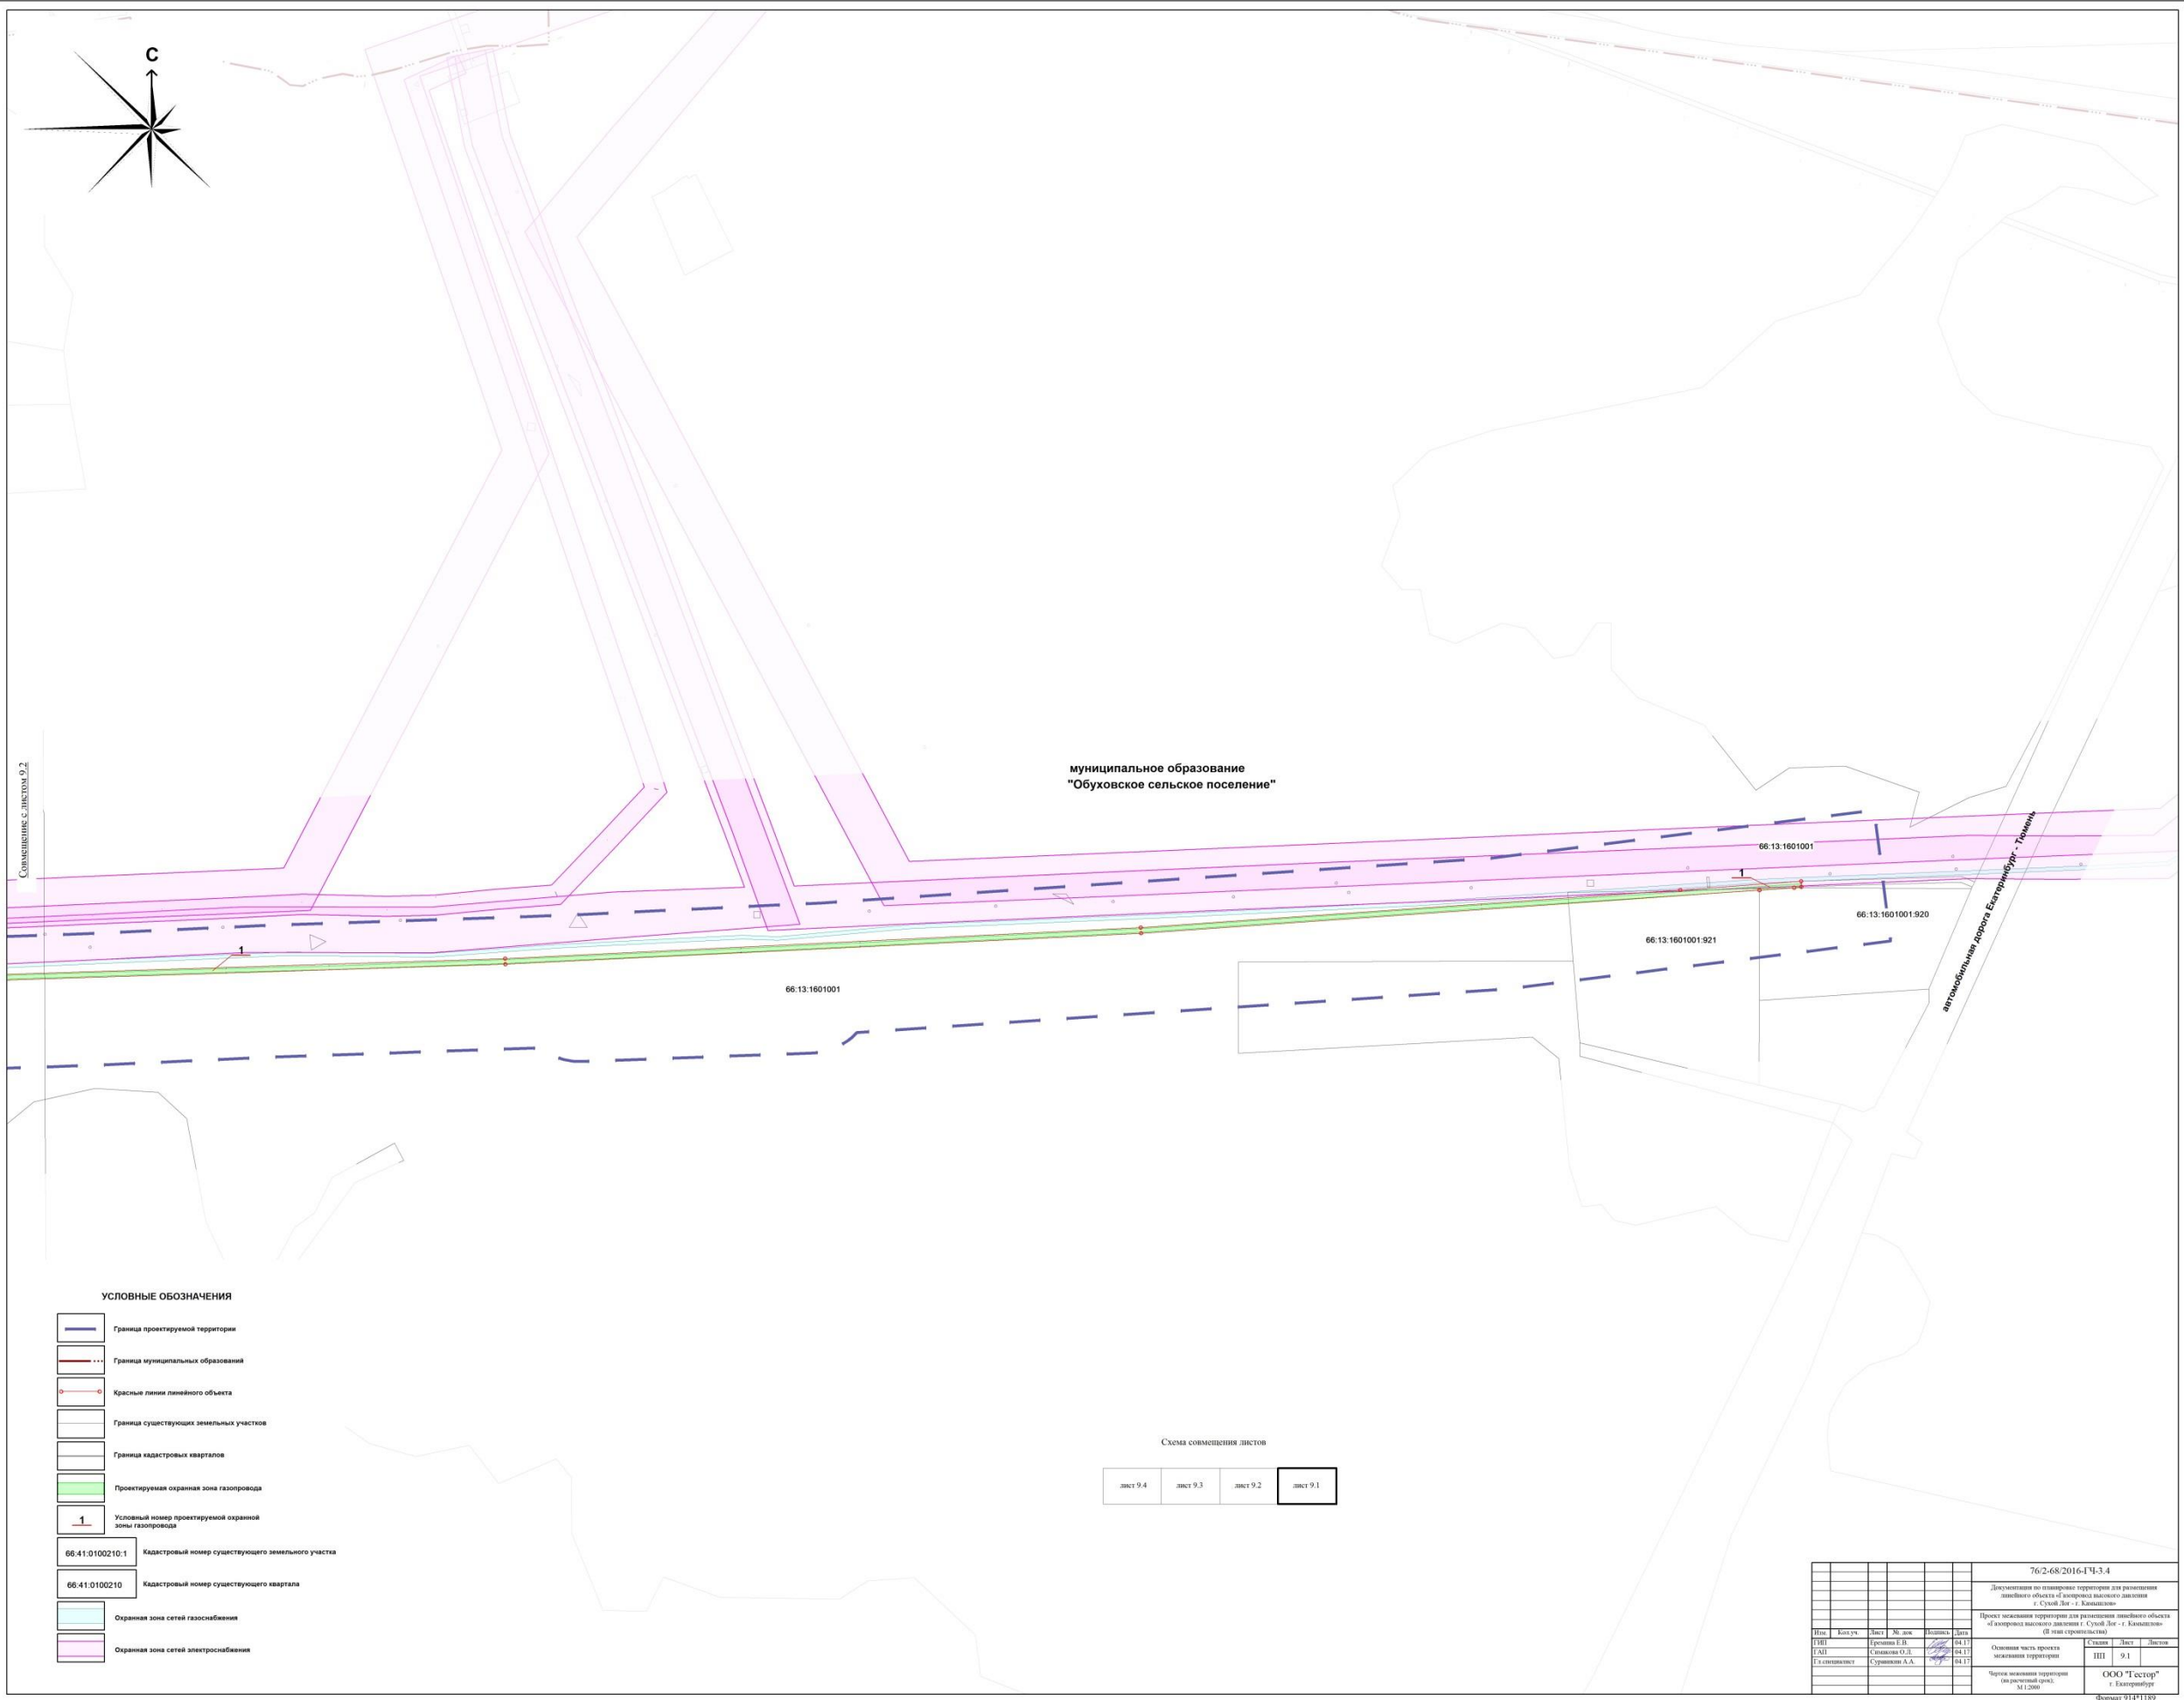 С
Совмещение с листом 9.2
муниципальное образование
"Обуховское сельское поселение"
66:13:1601001
1
66:13:1601001:920
66:13:1601001:921
автомобильная дорога Екатеринбург - Тюмень
1
66:13:1601001
УСЛОВНЫЕ ОБОЗНАЧЕНИЯ
Граница проектируемой территории
Граница муниципальных образований
Красные линии линейного объекта
Граница существующих земельных участков
Граница кадастровых кварталов
Проектируемая охранная зона газопровода
1
Условный номер проектируемой охранной
зоны газопровода
66:41:0100210:1 Кадастровый номер существующего земельного участка
66:41:0100210 Кадастровый номер существующего квартала
Охранная зона сетей газоснабжения
Охранная зона сетей электроснабжения
Схема совмещения листов
лист 9.4 лист 9.3 лист 9.2 лист 9.1
76/2-68/2016-ГЧ-3.4
Документация по планировке территории для размещения
линейного объекта «Газопровод высокого давления
г. Сухой Лог - г. Камышлов»
Проект межевания территории для размещения линейного объекта
«Газопровод высокого давления г. Сухой Лог - г. Камышлов»
(II этап строительства)
Изм. Кол.уч. Лист № док Подпись Дата
ГИП Еремина Е.В. 04.17
ГАП Симакова О.Л. 04.17
Гл.специалист 04.17
Основная часть проекта
межевания территории
Стадия Лист Листов
ПП 9.1
Чертеж межевания территории
(на расчетный срок);
М 1:2000
ООО "Гестор"
г. Екатеринбург
Формат 914*1189